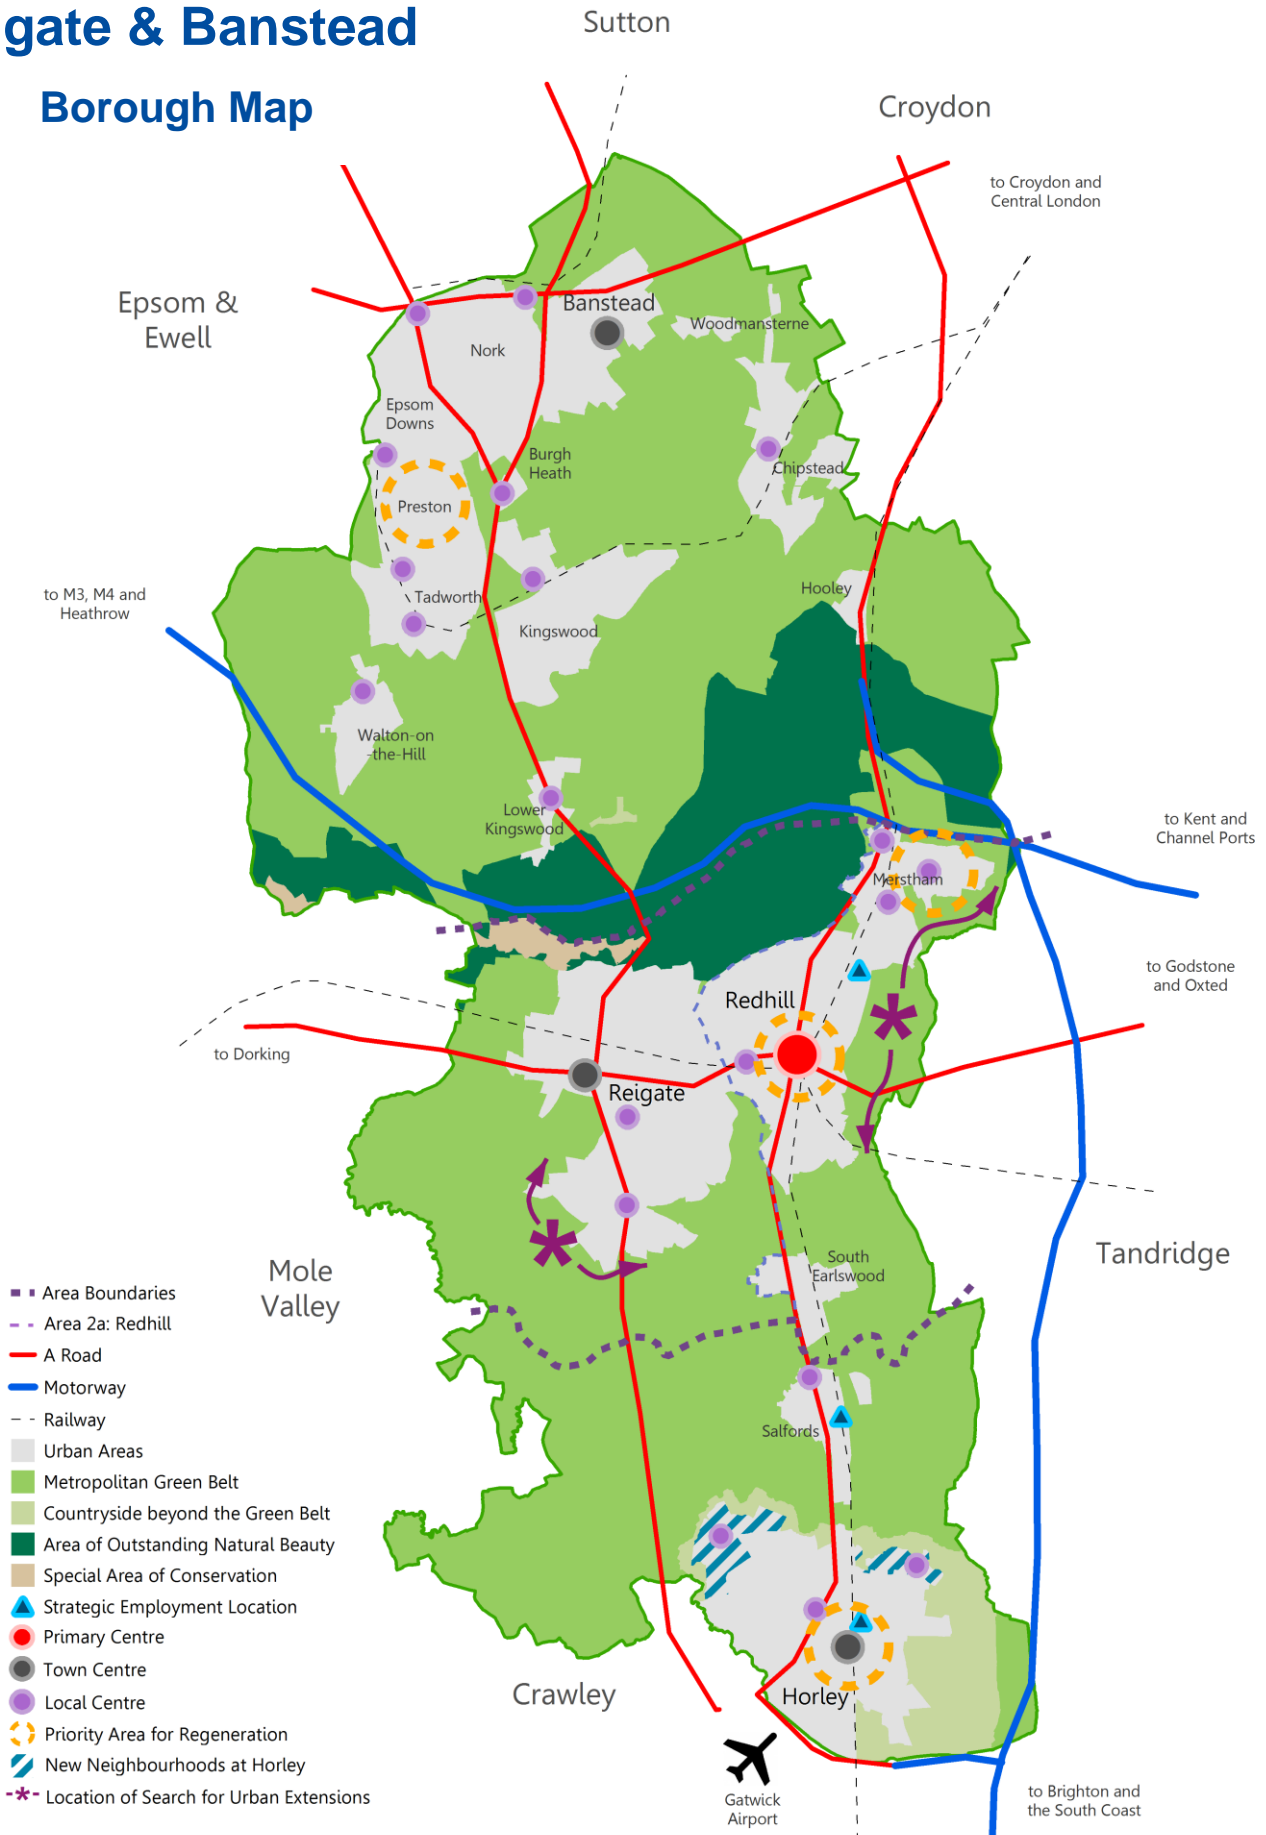 gate & Banstead
Sutton
Borough Map
Croydon
to Croydon and
Central London
Epsom &
Ewell
Banstead
Woodmansterne
Nork
Epsom
Downs
Burgh
Heath
Chipstead
Preston
to M3, M4 and
Heathrow
Hooley
Tadworth
Kingswood
Walton-on
-the-Hill
Lower
Kingswood
to Kent and
Channel Ports
Merstham
to Godstone
and Oxted
Redhill
to Dorking
Reigate
Mole
Valley
South
Earlswood
Tandridge
Area Boundaries
Area 2a: Redhill
A Road
Motorway
Railway
Salfords
Urban Areas
Metropolitan Green Belt
Countryside beyond the Green Belt
Area of Outstanding Natural Beauty
Special Area of Conservation
Strategic Employment Location
Primary Centre
Town Centre
Local Centre
Priority Area for Regeneration
New Neighbourhoods at Horley
Location of Search for Urban Extensions
Crawley
Horley
Gatwick
Airport
to Brighton and
the South Coast